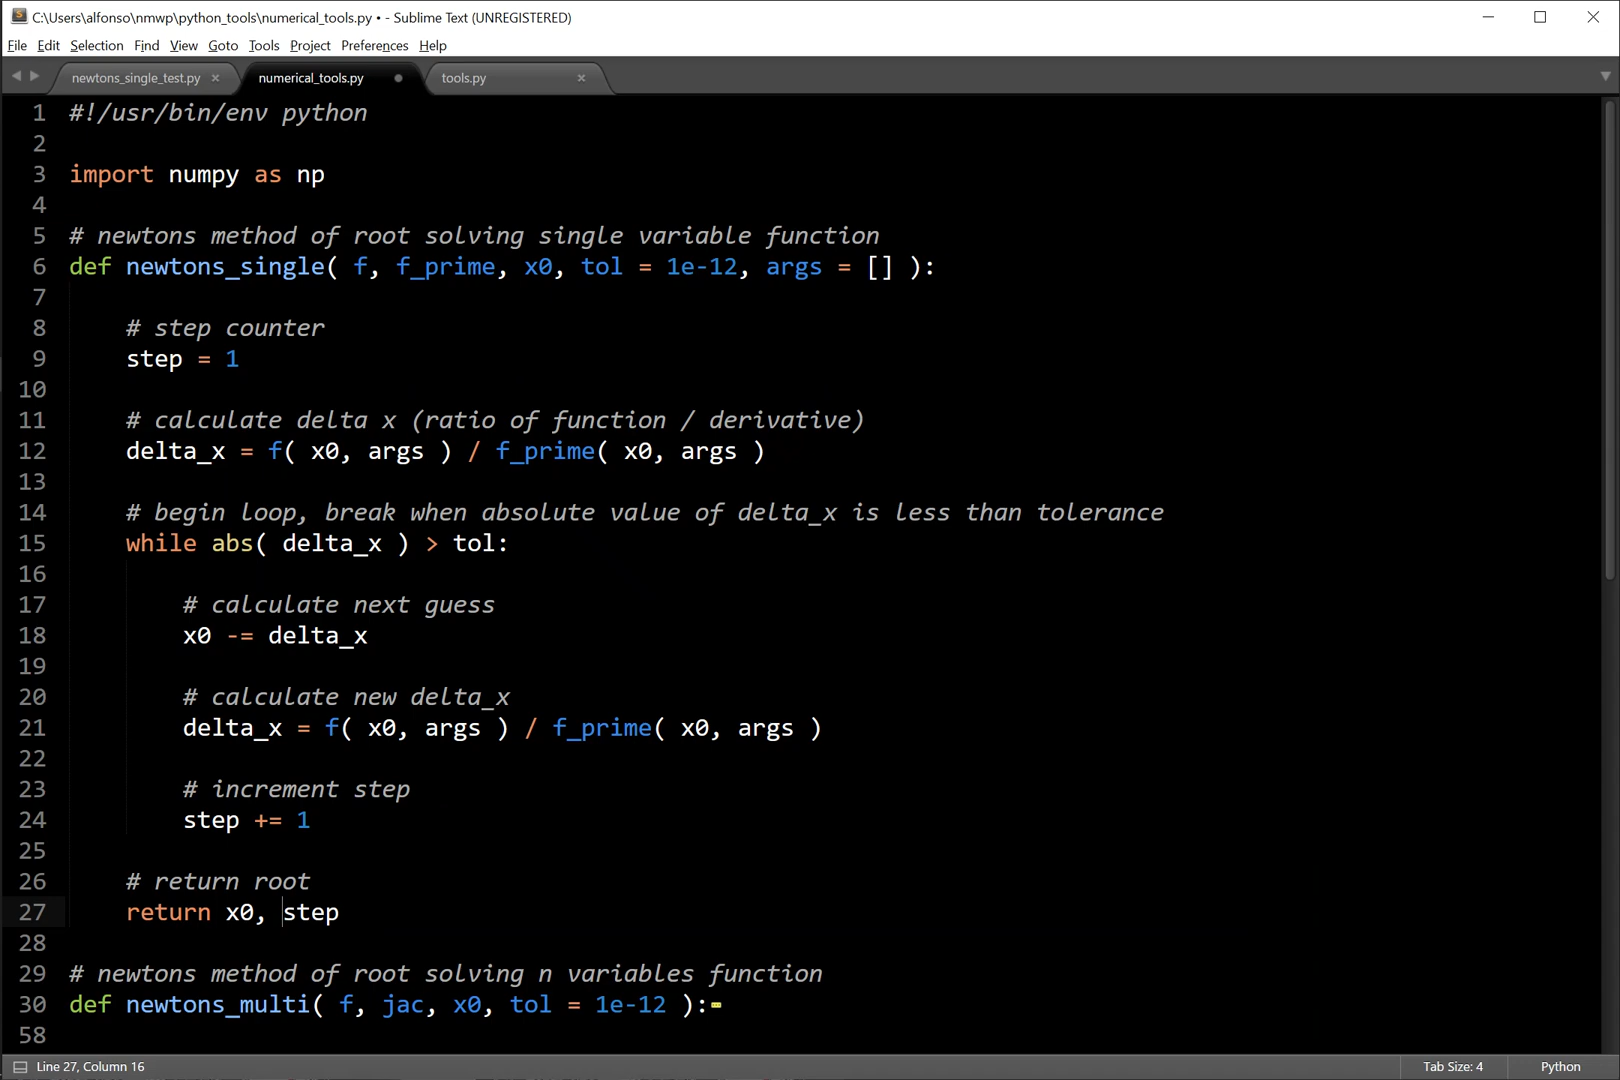 C:\Users\alfonso\nmwp\python_tools\numerical_tools.py • - Sublime Text (UNREGISTERED)
File Edit Selection Find View Goto Tools Project Preferences Help
newtons_single_test.py numerical_tools.py tools.py
1 #!/usr/bin/env python
2
3 import numpy as np
4
5 # newtons method of root solving single variable function
6 def newtons_single( f, f_prime, x0, tol = 1e-12, args = [] ):
7
8     # step counter
9     step = 1
10
11     # calculate delta x (ratio of function / derivative)
12     delta_x = f( x0, args ) / f_prime( x0, args )
13
14     # begin loop, break when absolute value of delta_x is less than tolerance
15     while abs( delta_x ) > tol:
16
17         # calculate next guess
18         x0 -= delta_x
19
20         # calculate new delta_x
21         delta_x = f( x0, args ) / f_prime( x0, args )
22
23         # increment step
24         step += 1
25
26     # return root
27     return x0, step
28
29 # newtons method of root solving n variables function
30 def newtons_multi( f, jac, x0, tol = 1e-12 ):
58
Line 27, Column 16 Tab Size: 4 Python